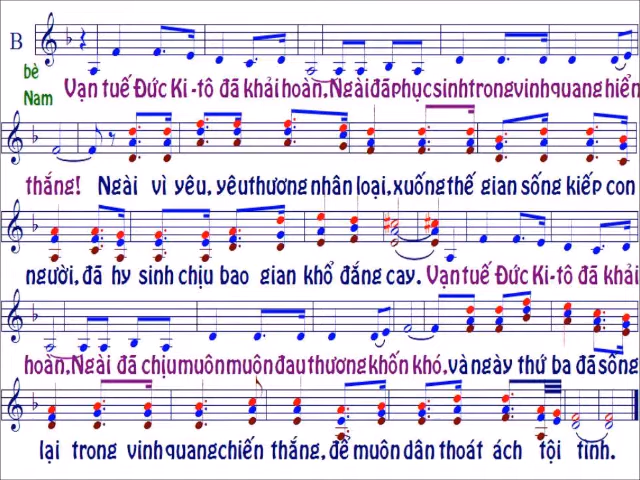 B
bè
Nam
Vạn tuế Đức Ki-tô đã khải hoàn, Ngài đã phục sinh trong vinh quang hiển
thắng! Ngài vì yêu, yêu thương nhân loại, xuống thế gian sống kiếp con
người, đã hy sinh chịu bao gian khổ đắng cay. Vạn tuế Đức Ki-tô đã khải
hoàn, Ngài đã chịu muôn muôn đau thương khốn khó, và ngày thứ ba đã sống
lại trong vinh quang chiến thắng, để muôn dân thoát ách tội tình.